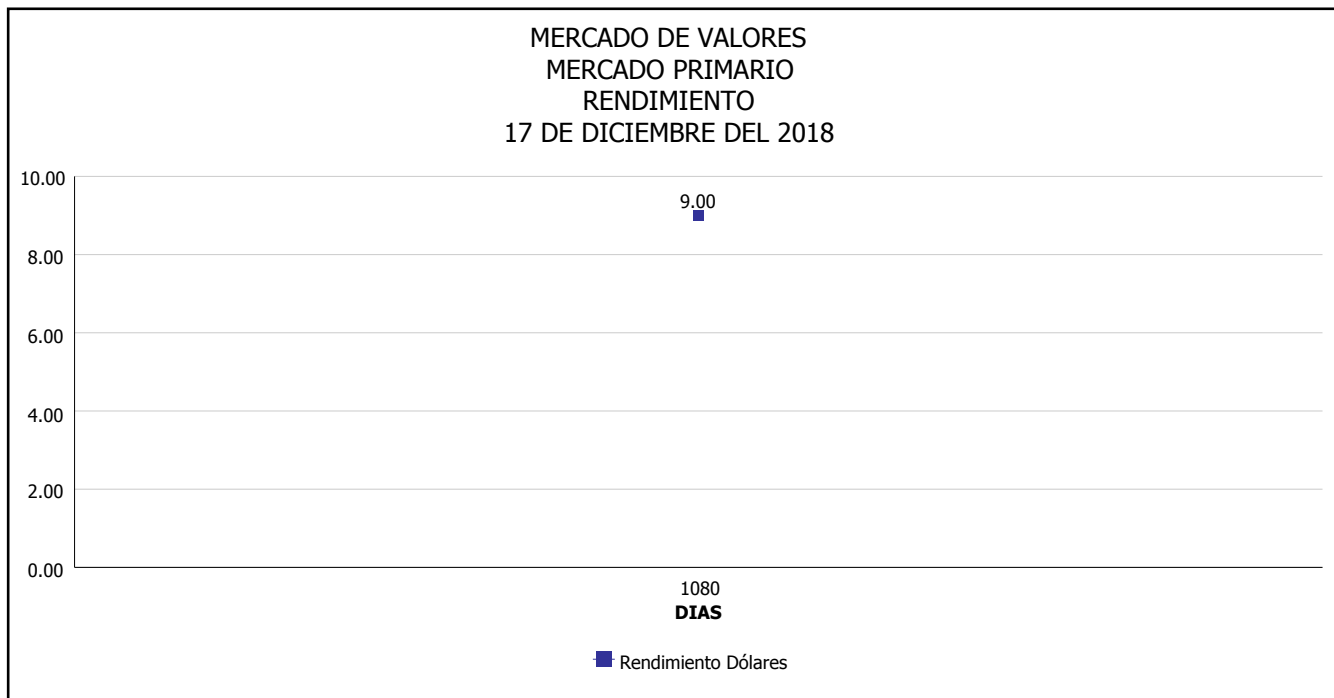 MERCADO DE VALORES
MERCADO PRIMARIO
RENDIMIENTO
17 DE DICIEMBRE DEL 2018
10.00
9.00
8.00
6.00
4.00
2.00
0.00
1080
DIAS
Rendimiento Dólares